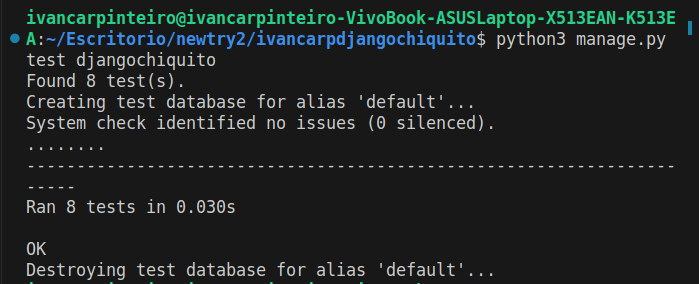 ivancarpinteiro@ivancarpinteiro-VivoBook-ASUSLaptop-X513EAN-K513E
A:~/Escritorio/newtry2/ivancarpdjangochiquito$ python3 manage.py
test djangochiquito
Found 8 test(s).
Creating test database for alias 'default'...
System check identified no issues (0 silenced).
........
-----------------------------------------------------------------
-----
Ran 8 tests in 0.030s
OK
Destroying test database for alias 'default'...